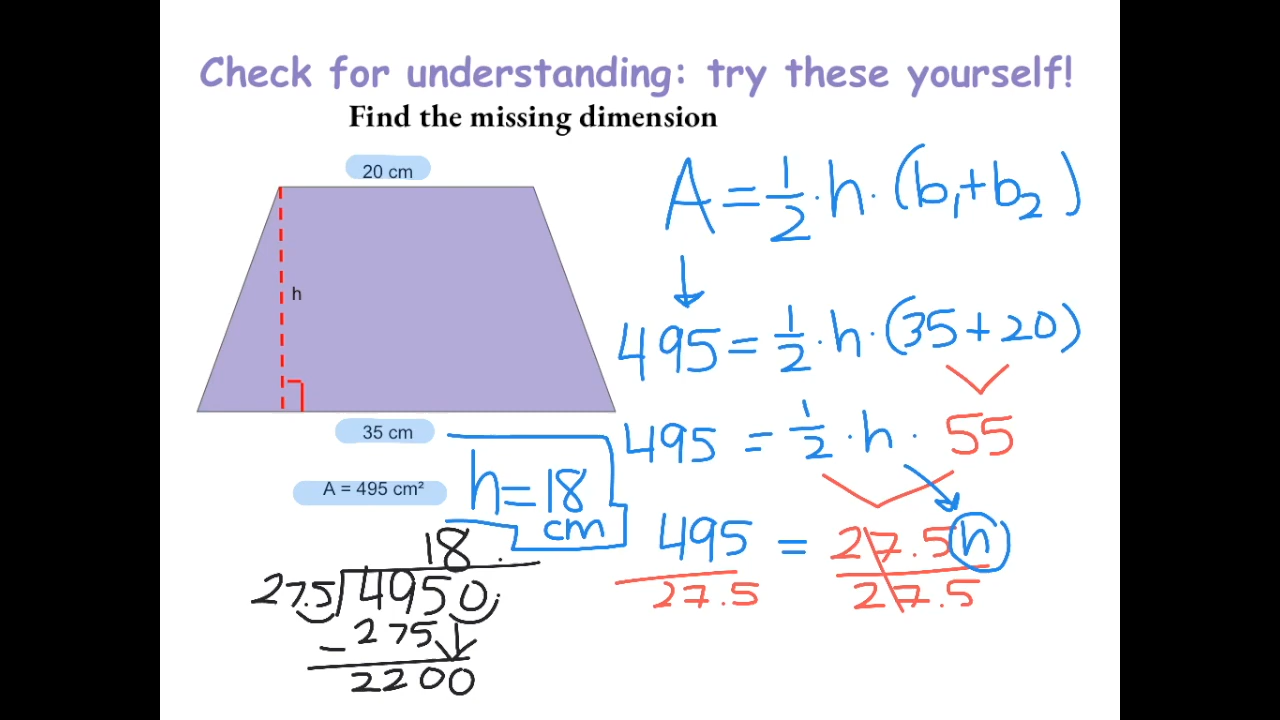 Check for understanding: try these yourself!
Find the missing dimension
20 cm
h
35 cm
A = 495 cm²
A = 1/2 · h · (b₁ + b₂)
495 = 1/2 · h · (35 + 20)
495 = 1/2 · h · 55
495 = 27.5 h
27.5 27.5
h = 18
cm
18.
27.5 4950.
- 275
2200